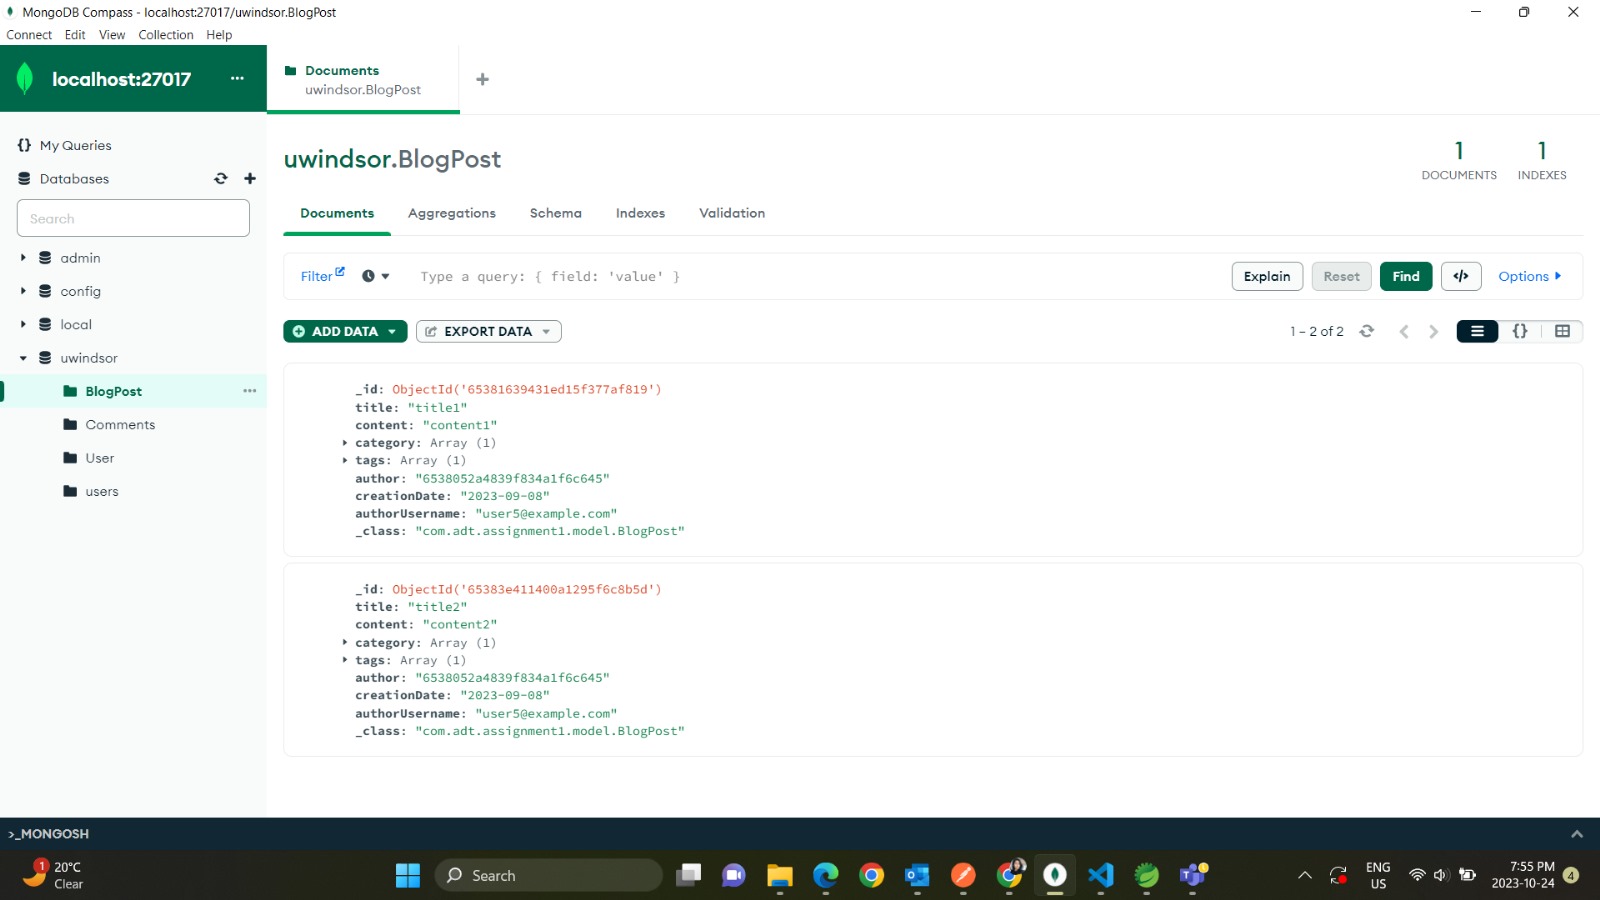 MongoDB Compass - localhost:27017/uwindsor.BlogPost
Connect Edit View Collection Help
localhost:27017 ...
Documents
uwindsor.BlogPost
{} My Queries
Databases
Search
admin
config
local
uwindsor
BlogPost
Comments
User
users
uwindsor.BlogPost
1 DOCUMENTS
1 INDEXES
Documents Aggregations Schema Indexes Validation
Filter Type a query: { field: 'value' } Explain Reset Find </> Options
ADD DATA EXPORT DATA 1 – 2 of 2 {}
_id: ObjectId('65381639431ed15f377af819')
title: "title1"
content: "content1"
category: Array (1)
tags: Array (1)
author: "6538052a4839f834a1f6c645"
creationDate: "2023-09-08"
authorUsername: "user5@example.com"
_class: "com.adt.assignment1.model.BlogPost"
_id: ObjectId('65383e411400a1295f6c8b5d')
title: "title2"
content: "content2"
category: Array (1)
tags: Array (1)
author: "6538052a4839f834a1f6c645"
creationDate: "2023-09-08"
authorUsername: "user5@example.com"
_class: "com.adt.assignment1.model.BlogPost"
>_MONGOSH
1 20°C
Clear
Search
ENG
US
7:55 PM
2023-10-24
4